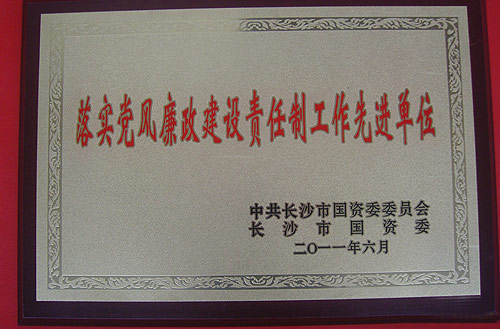 落实党风廉政建设责任制工作先进单位
中共长沙市国资委委员会
长沙市国资委
二〇一一年六月